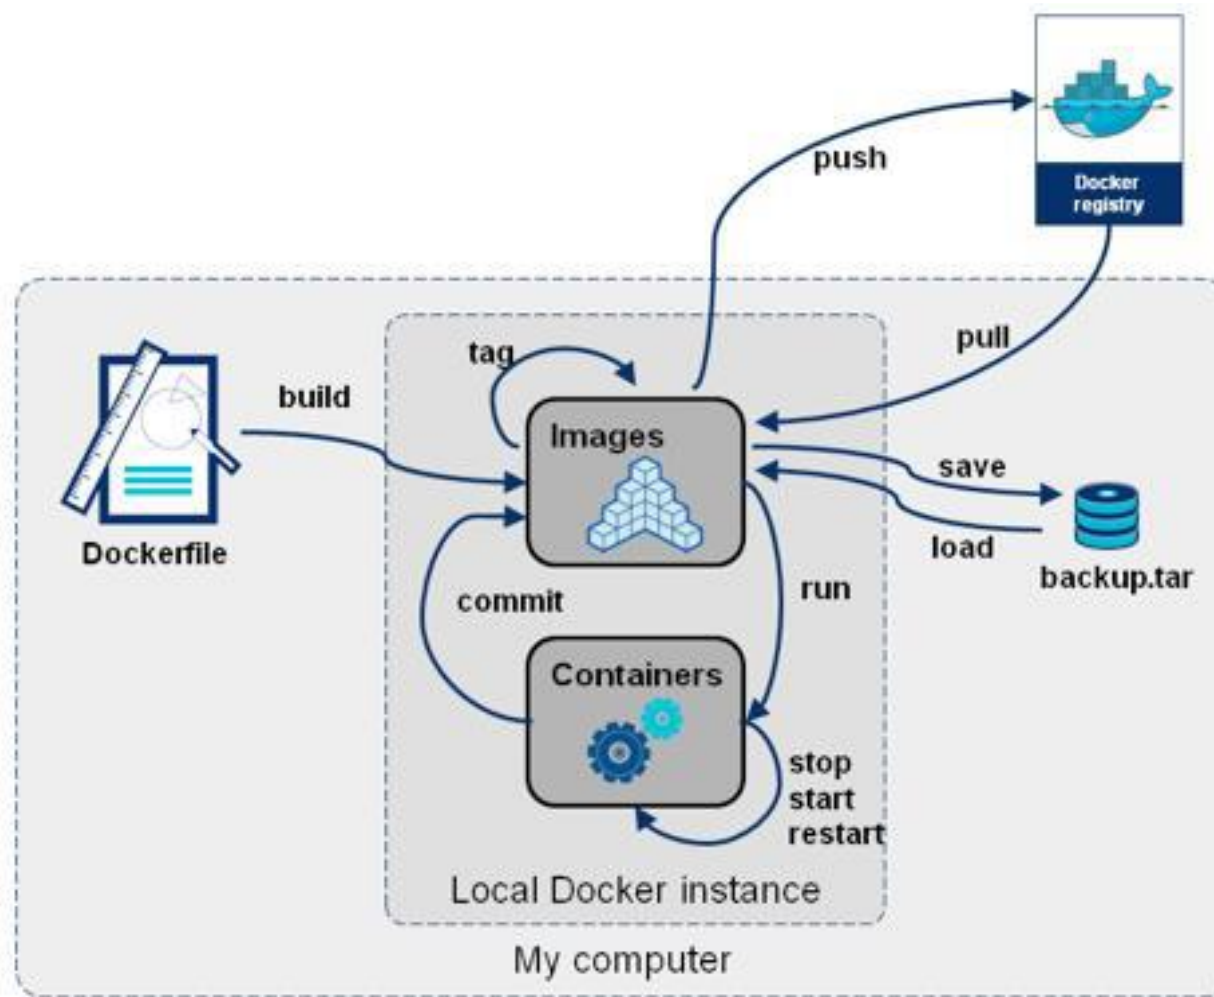 Docker
registry
push
pull
tag
build
Images
save
load
backup.tar
Dockerfile
commit
run
Containers
stop
start
restart
Local Docker instance
My computer